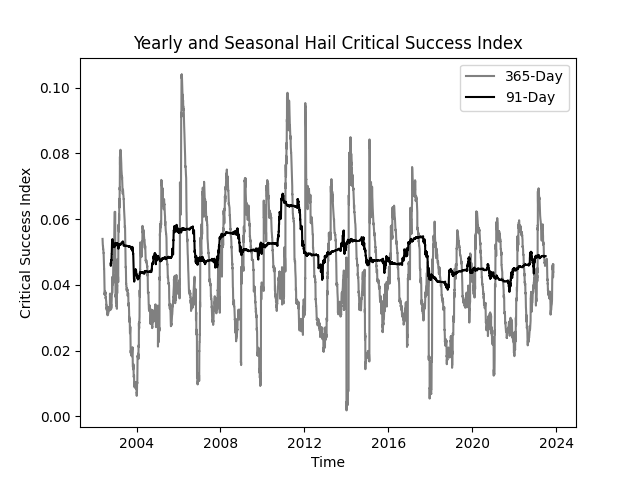 Yearly and Seasonal Hail Critical Success Index
365-Day
91-Day
0.10
0.08
0.06
0.04
0.02
0.00
Critical Success Index
2004 2008 2012 2016 2020 2024
Time